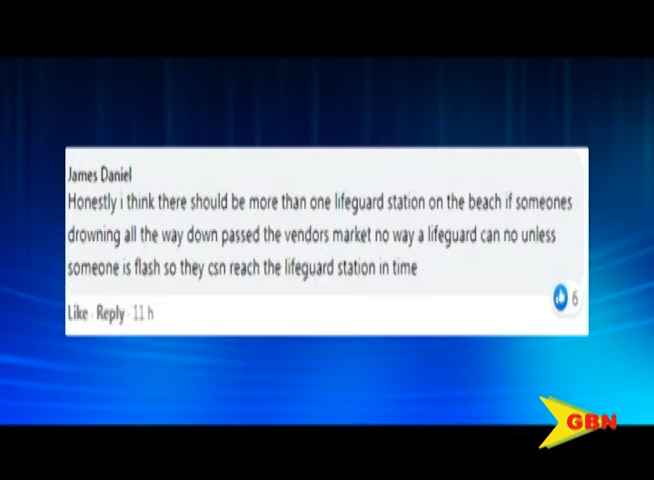 James Daniel
Honestly i think there should be more than one lifeguard station on the beach if someones
drowning all the way down passed the vendors market no way a lifeguard can no unless
someone is flash so they csn reach the lifeguard station in time
6
Like · Reply · 11 h
GBN